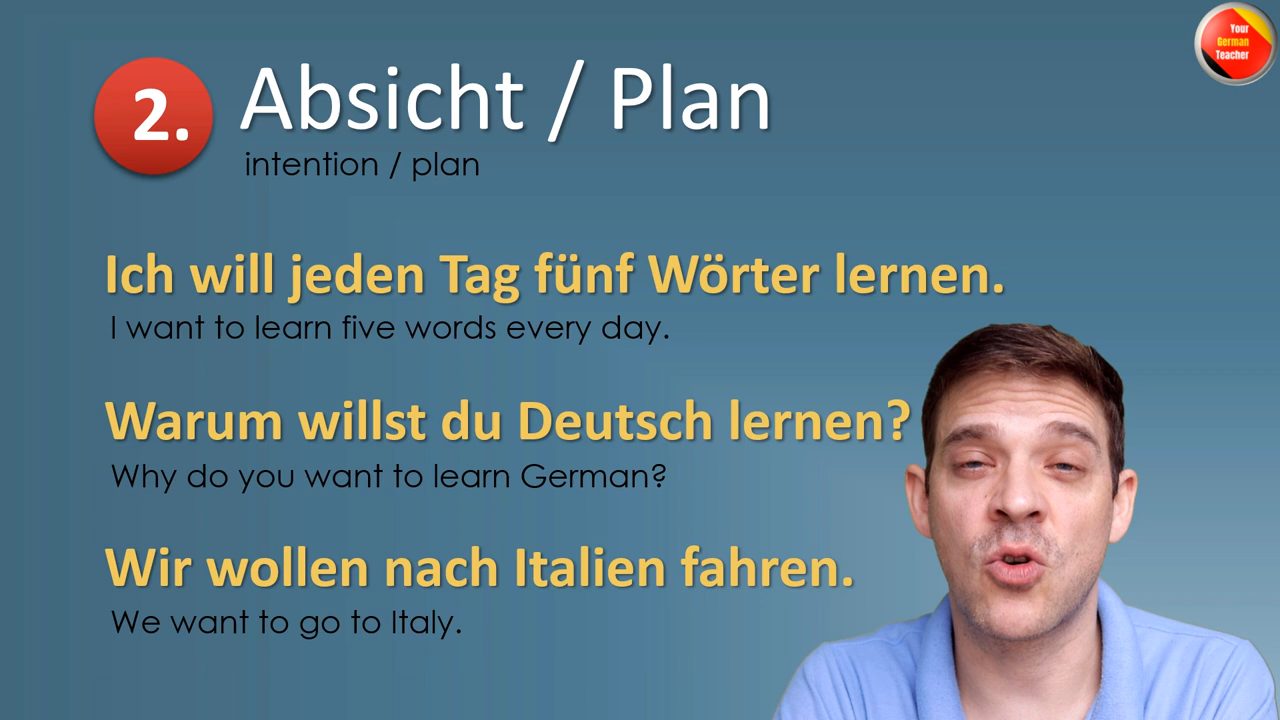 Your
German
Teacher
2. Absicht / Plan
intention / plan
Ich will jeden Tag fünf Wörter lernen.
I want to learn five words every day.
Warum willst du Deutsch lernen?
Why do you want to learn German?
Wir wollen nach Italien fahren.
We want to go to Italy.